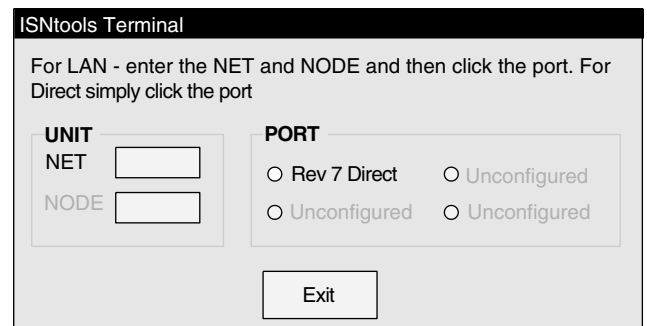 ISNtools Terminal
For LAN - enter the NET and NODE and then click the port. For
Direct simply click the port
UNIT
NET
NODE
PORT
Rev 7 Direct
Unconfigured
Unconfigured
Unconfigured
Exit